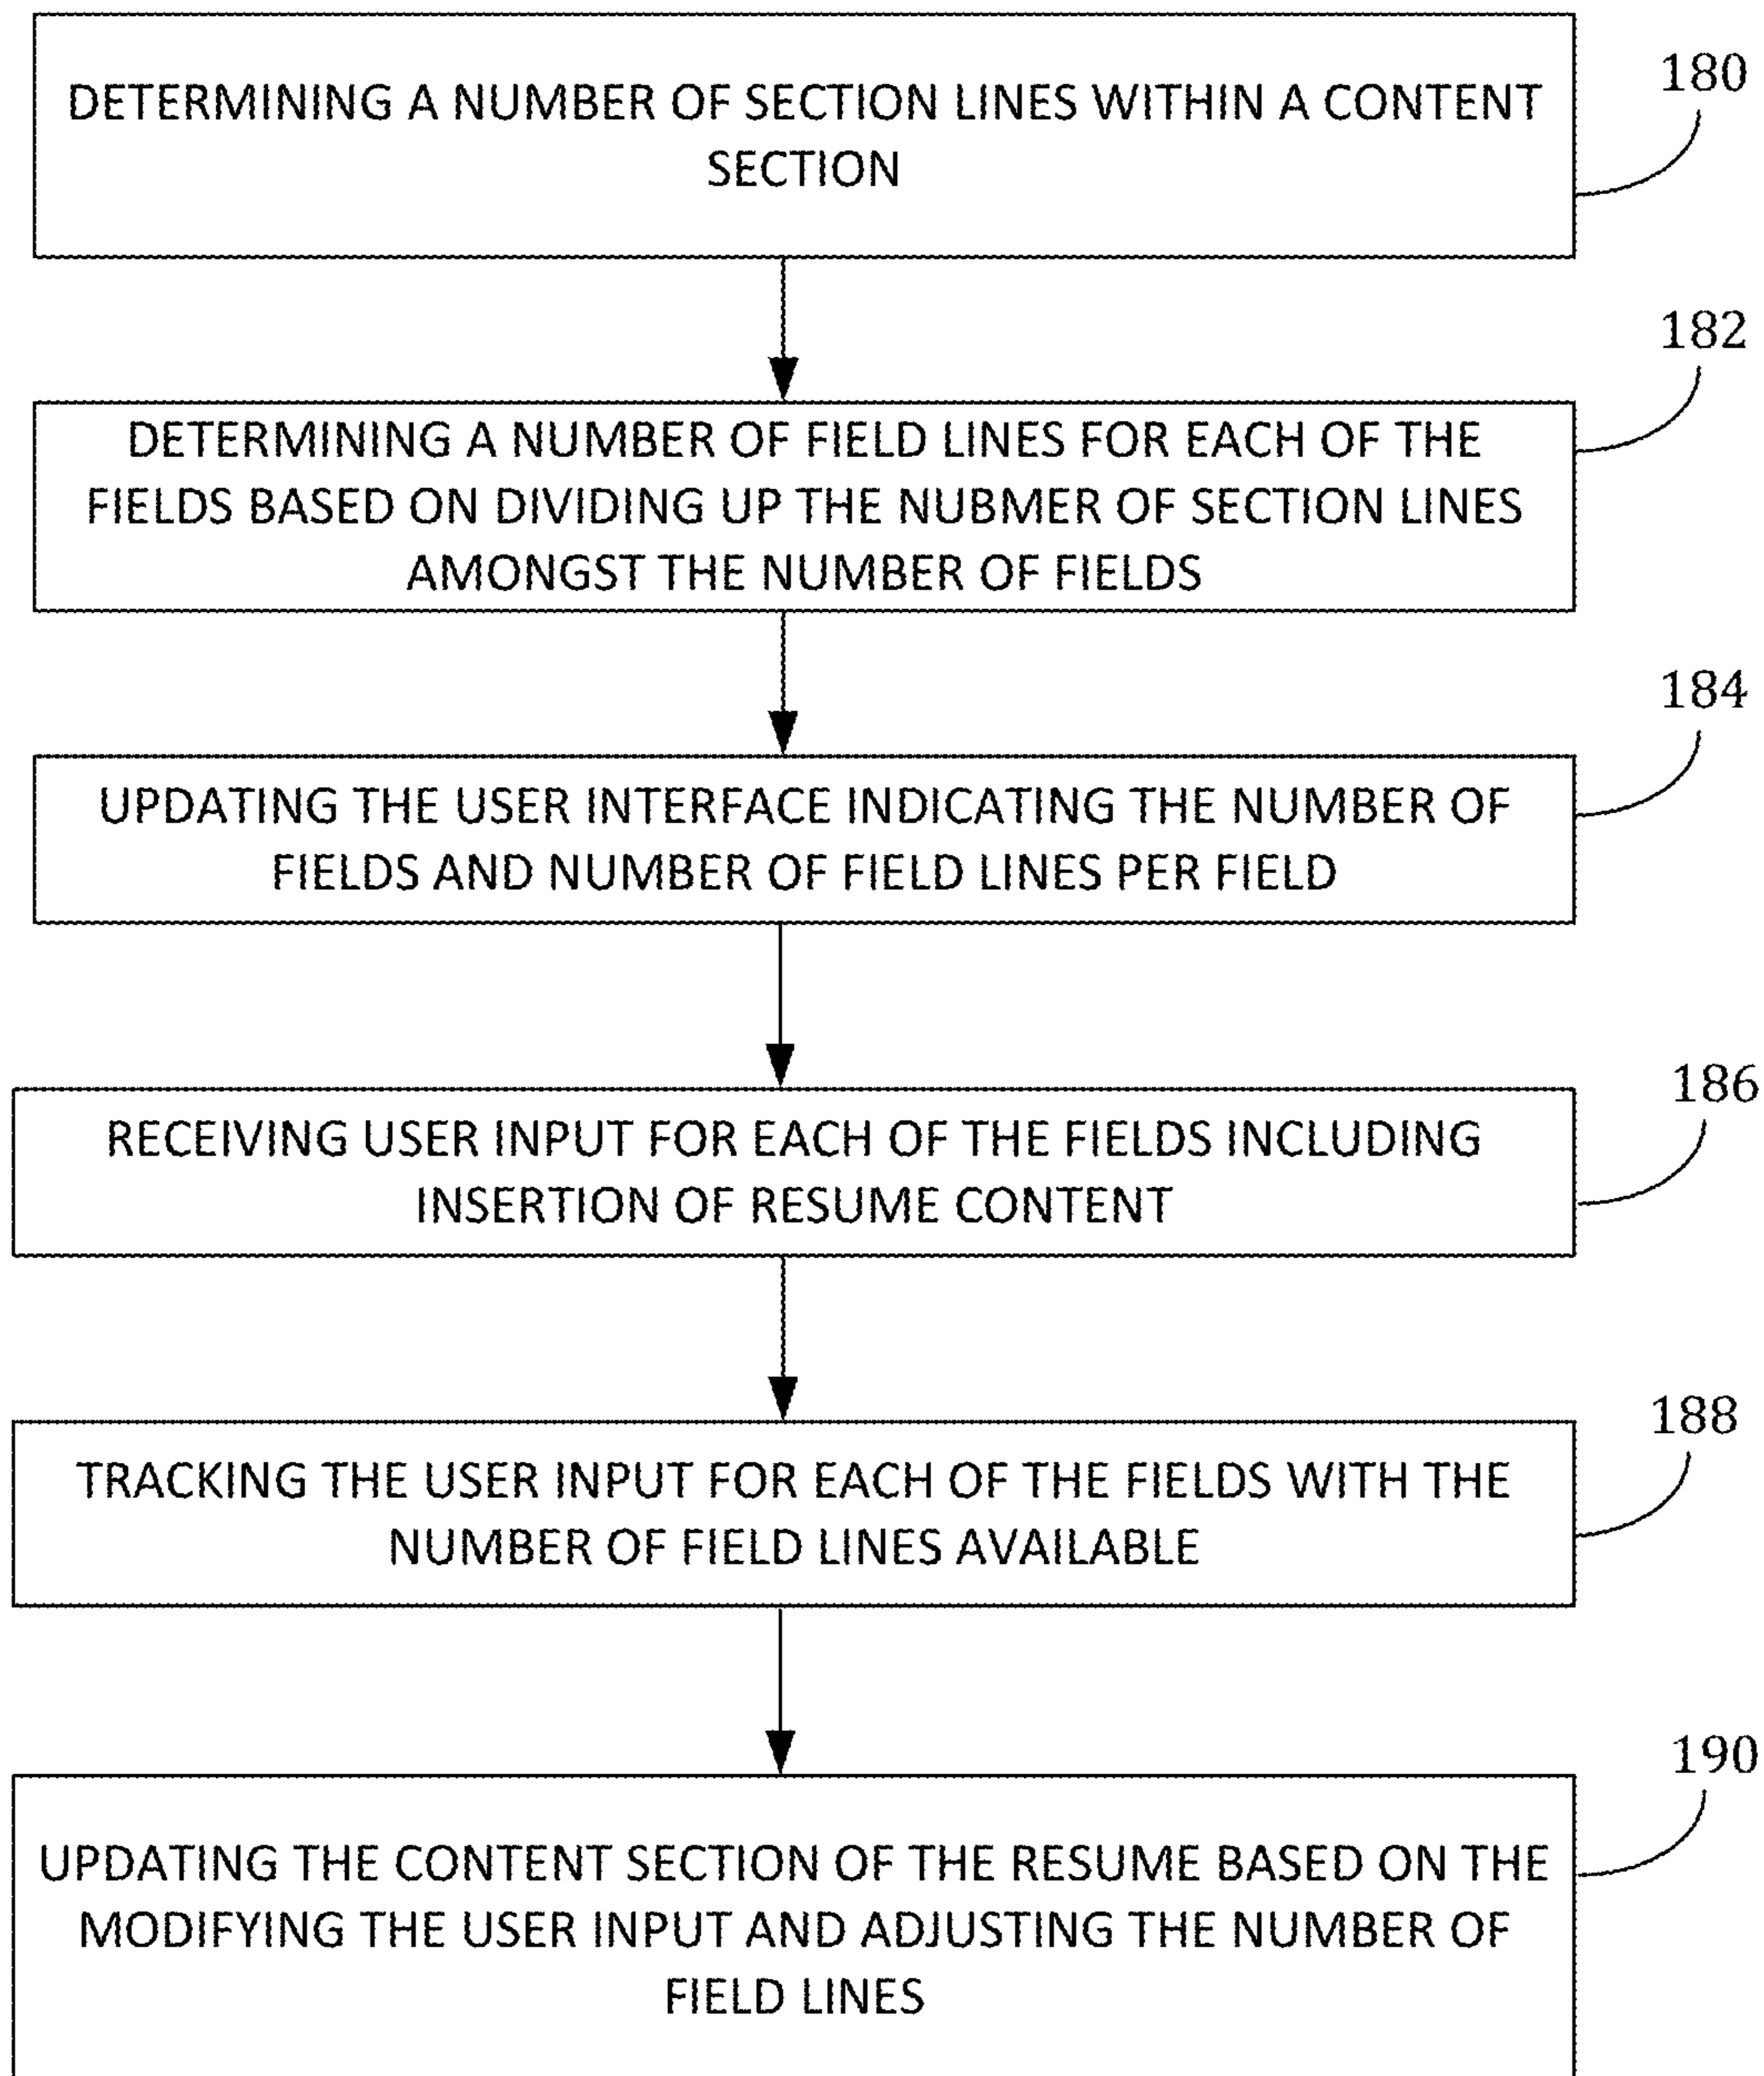 DETERMINING A NUMBER OF SECTION LINES WITHIN A CONTENT
SECTION
180
DETERMINING A NUMBER OF FIELD LINES FOR EACH OF THE
FIELDS BASED ON DIVIDING UP THE NUBMER OF SECTION LINES
AMONGST THE NUMBER OF FIELDS
182
UPDATING THE USER INTERFACE INDICATING THE NUMBER OF
FIELDS AND NUMBER OF FIELD LINES PER FIELD
184
RECEIVING USER INPUT FOR EACH OF THE FIELDS INCLUDING
INSERTION OF RESUME CONTENT
186
TRACKING THE USER INPUT FOR EACH OF THE FIELDS WITH THE
NUMBER OF FIELD LINES AVAILABLE
188
UPDATING THE CONTENT SECTION OF THE RESUME BASED ON THE
MODIFYING THE USER INPUT AND ADJUSTING THE NUMBER OF
FIELD LINES
190